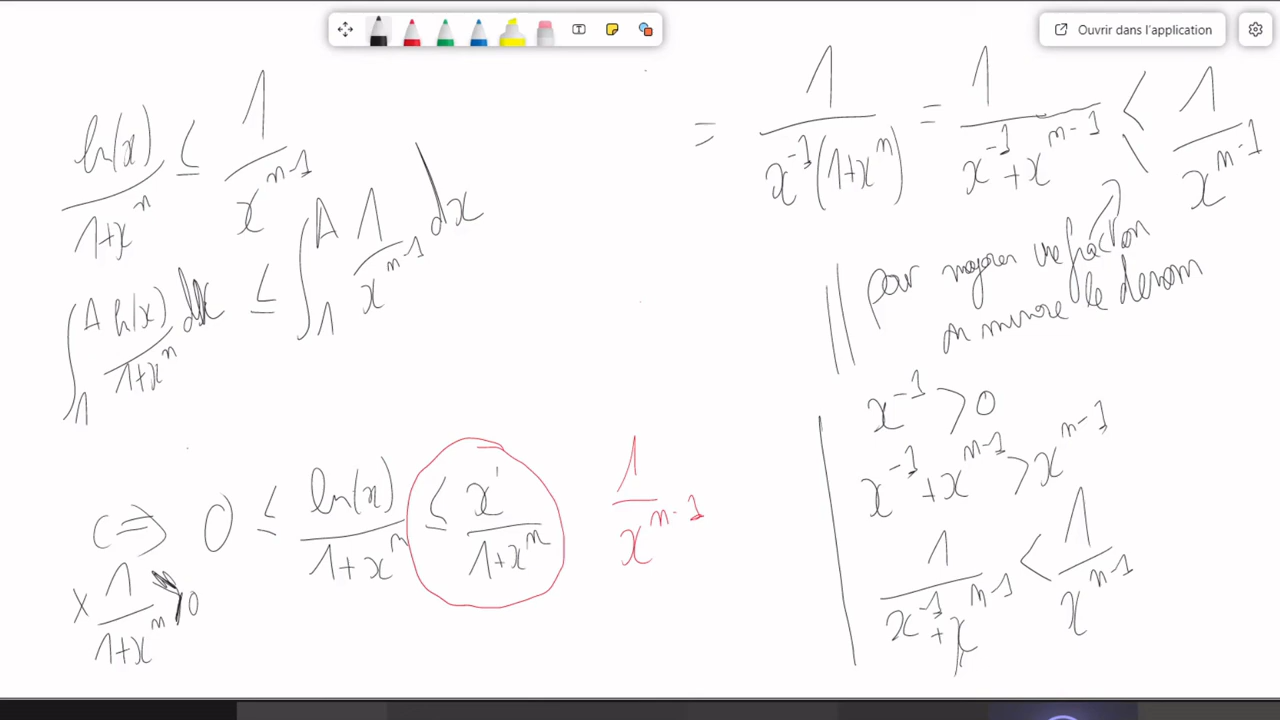 Ouvrir dans l'application
ln(x)/(1+x^n) ≤ 1/x^(n-1)
∫_1^A ln(x)/(1+x^n) dx ≤ ∫_1^A 1/x^(n-1) dx
<=> 0 ≤ ln(x)/(1+x^n) ≤ x^1/(1+x^n)
× 1/(1+x^n) > 0
1/x^(n-1)
= 1/(x^(-1)(1+x^n)) = 1/(x^(-1)+x^(n-1)) < 1/x^(n-1)
pour majorer une fraction
on minore le denom
x^(-1) > 0
x^(-1)+x^(n-1) > x^(n-1)
1/(x^(-1)+x^(n-1)) < 1/x^(n-1)